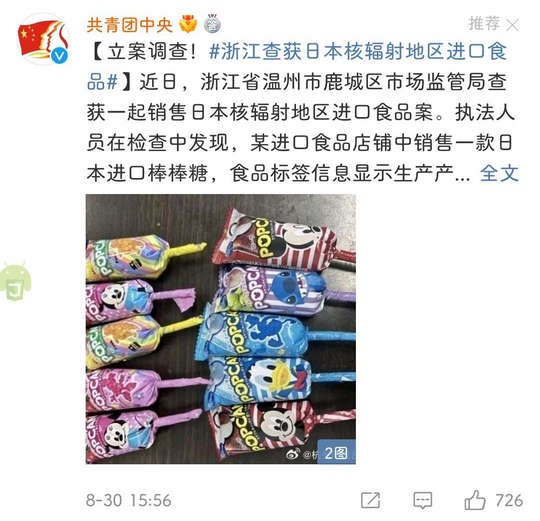 共青团中央
推荐
【立案调查！#浙江查获日本核辐射地区进口食
品#】近日，浙江省温州市鹿城区市场监管局查
获一起销售日本核辐射地区进口食品案。执法人
员在检查中发现，某进口食品店铺中销售一款日
本进口棒棒糖，食品标签信息显示生产产... 全文
POPCAN
POPCAN
POPCAN
POPCAN
POPCAN
2图
8-30 15:56
726